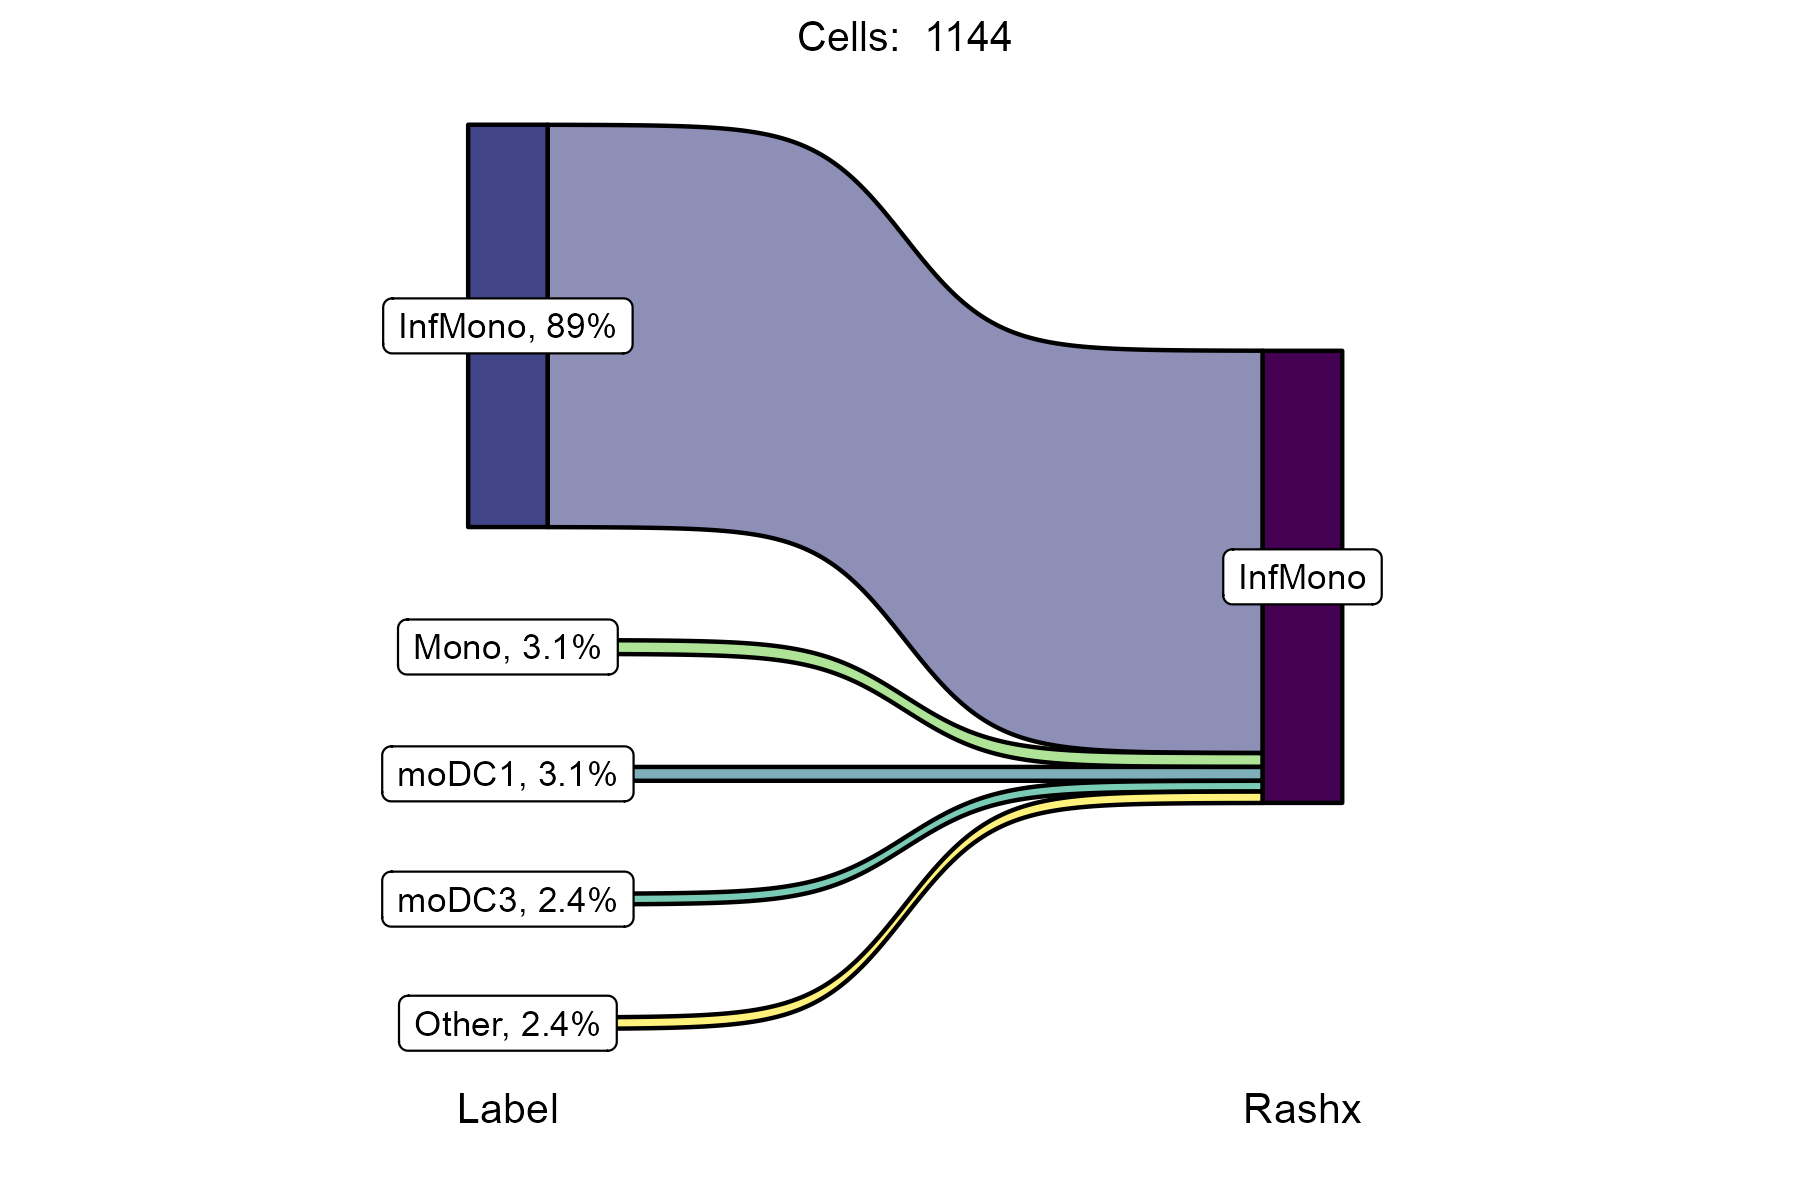 Cells:  1144
InfMono, 89%
InfMono
Mono, 3.1%
moDC1, 3.1%
moDC3, 2.4%
Other, 2.4%
Label
Rashx